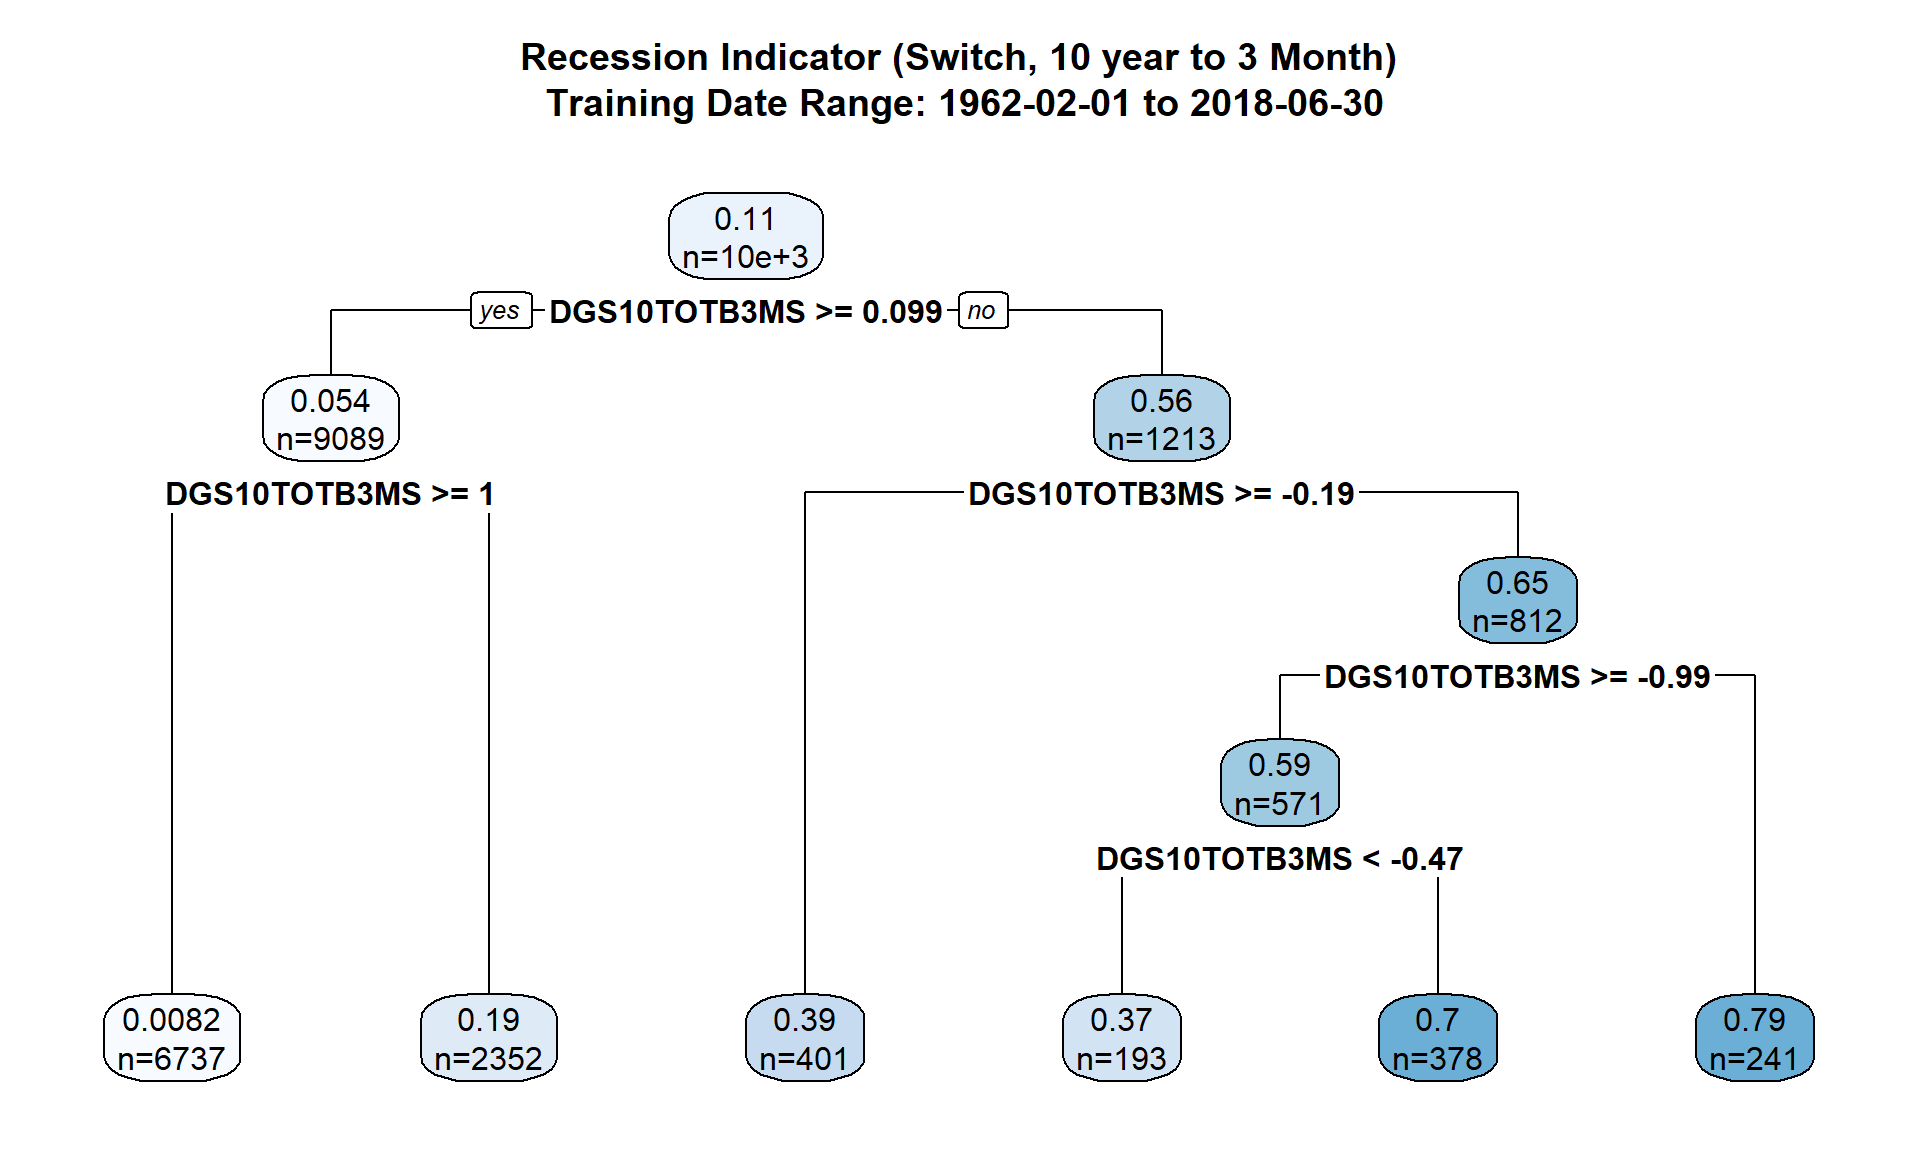 Recession Indicator (Switch, 10 year to 3 Month)
Training Date Range: 1962-02-01 to 2018-06-30
0.11
n=10e+3
yes
DGS10TOTB3MS >= 0.099
no
0.054
n=9089
0.56
n=1213
DGS10TOTB3MS >= 1
DGS10TOTB3MS >= -0.19
0.65
n=812
DGS10TOTB3MS >= -0.99
0.59
n=571
DGS10TOTB3MS < -0.47
0.0082
n=6737
0.19
n=2352
0.39
n=401
0.37
n=193
0.7
n=378
0.79
n=241